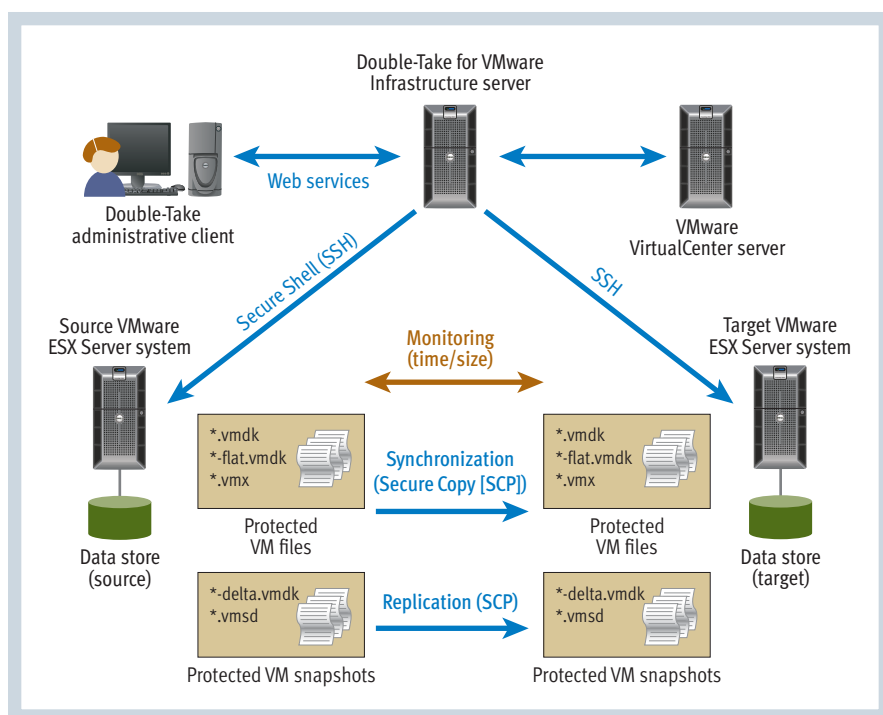 Double-Take for VMware
Infrastructure server
Web services
Double-Take
administrative client
VMware
VirtualCenter server
Secure Shell (SSH)
SSH
Source VMware
ESX Server system
Monitoring
(time/size)
Target VMware
ESX Server system
*.vmdk
*-flat.vmdk
*.vmx
Synchronization
(Secure Copy [SCP])
*.vmdk
*-flat.vmdk
*.vmx
Protected
VM files
Protected
VM files
Data store
(source)
Data store
(target)
*-delta.vmdk
*.vmsd
Replication (SCP)
*-delta.vmdk
*.vmsd
Protected VM snapshots
Protected VM snapshots